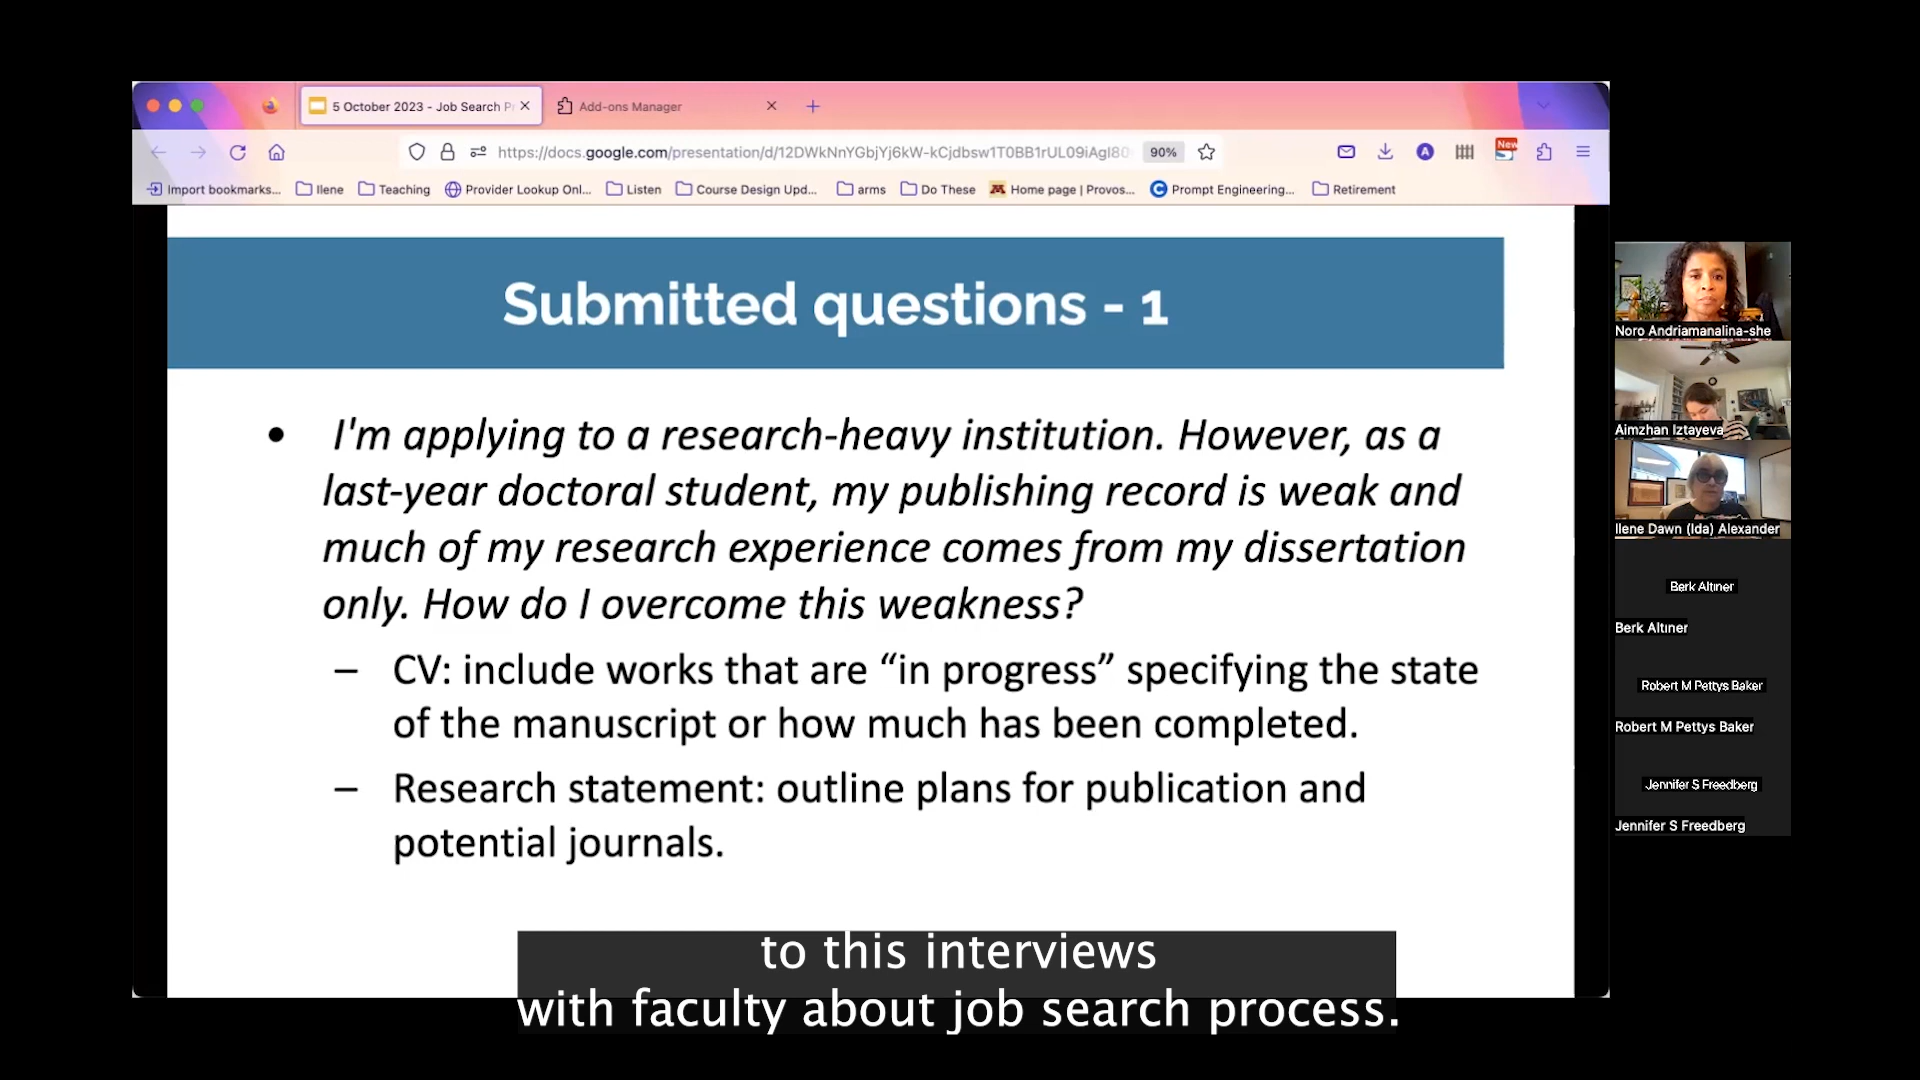 5 October 2023 - Job Search P
Add-ons Manager
https://docs.google.com/presentation/d/12DWkNnYGbjYj6kW-kCjdbsw1T0BB1rUL09iAgI80
90%
A
New
Import bookmarks...
Ilene
Teaching
Provider Lookup Onl...
Listen
Course Design Upd...
arms
Do These
Home page | Provos...
Prompt Engineering...
Retirement
Submitted questions - 1
• I'm applying to a research-heavy institution. However, as a
last-year doctoral student, my publishing record is weak and
much of my research experience comes from my dissertation
only. How do I overcome this weakness?
– CV: include works that are “in progress” specifying the state
of the manuscript or how much has been completed.
– Research statement: outline plans for publication and
potential journals.
to this interviews
with faculty about job search process.
Noro Andriamanalina-she
Aimzhan Iztayeva
Ilene Dawn (Ida) Alexander
Berk Altıner
Berk Altıner
Robert M Pettys Baker
Robert M Pettys Baker
Jennifer S Freedberg
Jennifer S Freedberg